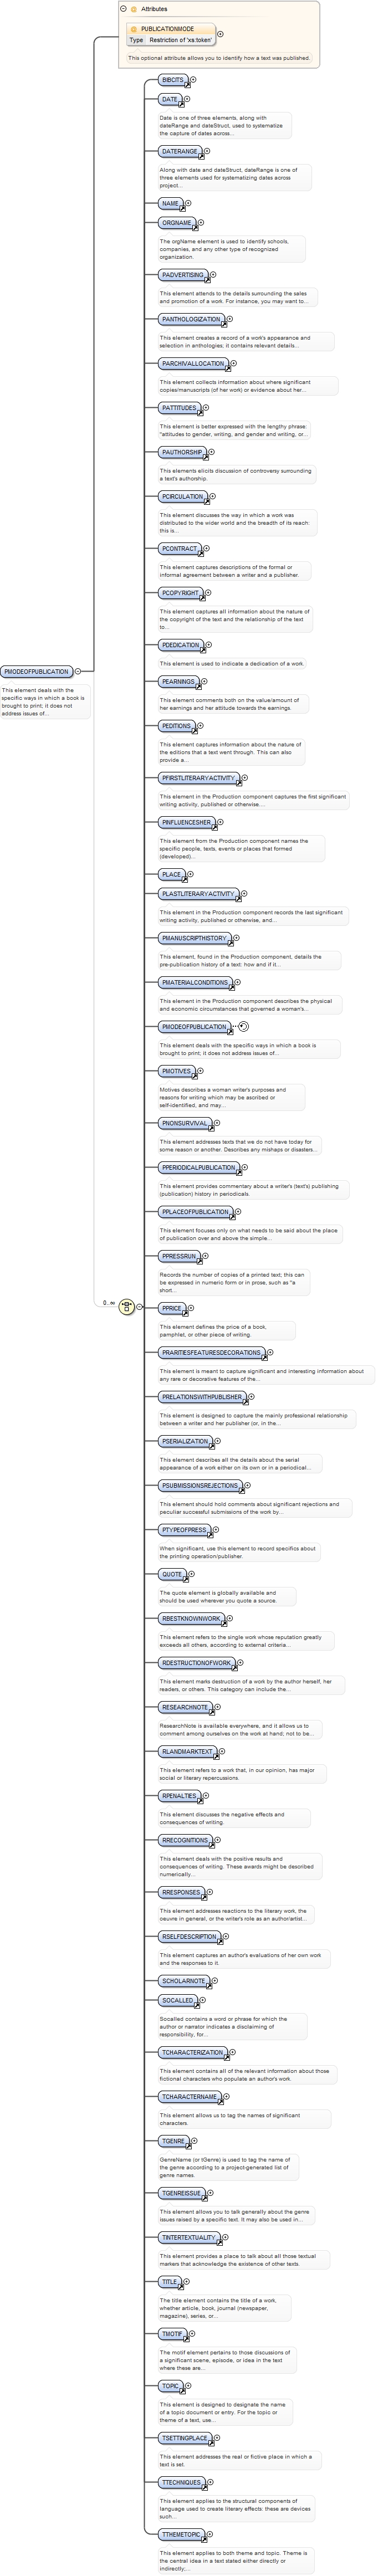 Attributes
PUBLICATIONMODE
Type Restriction of 'xs:token'
This optional attribute allows you to identify how a text was published.
BIBCITS
DATE
Date is one of three elements, along with
dateRange and dateStruct, used to systematize
the capture of dates across...
DATERANGE
Along with date and dateStruct, dateRange is one of
three elements used for systematizing dates across
project...
NAME
ORGNAME
The orgName element is used to identify schools,
companies, and any other type of recognized
organization.
PADVERTISING
This element attends to the details surrounding the sales
and promotion of a work. For instance, you may want to...
PANTHOLOGIZATION
This element creates a record of a work's appearance and
selection in anthologies; it contains relevant details...
PARCHIVALLOCATION
This element collects information about where significant
copies/manuscripts (of her work) or evidence about her...
PATTITUDES
This element is better expressed with the lengthy phrase:
"attitudes to gender, writing, and gender and writing, or...
PAUTHORSHIP
This elements elicits discussion of controversy surrounding
a text's authorship.
PCIRCULATION
This element discusses the way in which a work was
distributed to the wider world and the breadth of its reach:
this is...
PCONTRACT
This element captures descriptions of the formal or
informal agreement between a writer and a publisher.
PCOPYRIGHT
This element captures all information about the nature of
the copyright of the text and the relationship of the text
to...
PDEDICATION
This element is used to indicate a dedication of a work.
PEARNINGS
This element comments both on the value/amount of
her earnings and her attitude towards the earnings.
PMODEOFPUBLICATION
This element deals with the
specific ways in which a book is
brought to print; it does not
address issues of...
PEDITIONS
This element captures information about the nature of
the editions that a text went through. This can also
provide a...
PFIRSTLITERARYACTIVITY
This element in the Production component captures the first significant
writing activity, published or otherwise....
PINFLUENCESHER
This element from the Production component names the
specific people, texts, events or places that formed
(developed)...
PLACE
PLASTLITERARYACTIVITY
This element in the Production component records the last significant
writing activity, published or otherwise, and...
PMANUSCRIPTHISTORY
This element, found in the Production component, details the
pre-publication history of a text: how and if it...
PMATERIALCONDITIONS
This element in the Production component describes the physical
and economic circumstances that governed a woman's...
PMODEOFPUBLICATION
This element deals with the specific ways in which a book is
brought to print; it does not address issues of...
PMOTIVES
Motives describes a woman writer's purposes and
reasons for writing which may be ascribed or
self-identified, and may...
PNONSURVIVAL
This element addresses texts that we do not have today for
some reason or another. Describes any mishaps or disasters...
PPERIODICALPUBLICATION
This element provides commentary about a writer's (text's) publishing
(publication) history in periodicals.
PPLACEOFPUBLICATION
This element focuses only on what needs to be said about the place
of publication over and above the simple...
PPRESSRUN
Records the number of copies of a printed text; this can
be expressed in numeric form or in prose, such as "a
short...
0..∞
PPRICE
This element defines the price of a book,
pamphlet, or other piece of writing.
PRARITIESFEATURESDECORATIONS
This element is meant to capture significant and interesting information about
any rare or decorative features of the...
PRELATIONSWITHPUBLISHER
This element is designed to capture the mainly professional relationship
between a writer and her publisher (or, in the...
PSERIALIZATION
This element describes all the details about the serial
appearance of a work either on its own or in a periodical...
PSUBMISSIONSREJECTIONS
This element should hold comments about significant rejections and
peculiar successful submissions of the work by...
PTYPEOFPRESS
When significant, use this element to record specifics about
the printing operation/publisher.
QUOTE
The quote element is globally available and
should be used wherever you quote a source.
RBESTKNOWNWORK
This element refers to the single work whose reputation greatly
exceeds all others, according to external criteria...
RDESTRUCTIONOFWORK
This element marks destruction of a work by the author herself, her
readers, or others. This category can include the...
RESEARCHNOTE
ResearchNote is available everywhere, and it allows us to
comment among ourselves on the work at hand; not to be...
RLANDMARKTEXT
This element refers to a work that, in our opinion, has major
social or literary repercussions.
RPENALTIES
This element discusses the negative effects and
consequences of writing.
RRECOGNITIONS
This element deals with the positive results and
consequences of writing. These awards might be described
numerically...
RRESPONSES
This element addresses reactions to the literary work, the
oeuvre in general, or the writer's role as an author/artist...
RSELFDESCRIPTION
This element captures an author's evaluations of her own work
and the responses to it.
SCHOLARNOTE
SOCALLED
Socalled contains a word or phrase for which the
author or narrator indicates a disclaiming of
responsibility, for...
TCHARACTERIZATION
This element contains all of the relevant information about those
fictional characters who populate an author's work.
TCHARACTERNAME
This element allows us to tag the names of significant
characters.
TGENRE
GenreName (or tGenre) is used to tag the name of
the genre according to a project-generated list of
genre names.
TGENREISSUE
This element allows you to talk generally about the genre
issues raised by a specific text. It may also be used in...
TINTERTEXTUALITY
This element provides a place to talk about all those textual
markers that acknowledge the existence of other texts.
TITLE
The title element contains the title of a work,
whether article, book, journal (newspaper,
magazine), series, or...
TMOTIF
The motif element pertains to those discussions of
a significant scene, episode, or idea in the text
where these are...
TOPIC
This element is designed to designate the name
of a topic document or entry. For the topic or
theme of a text, use...
TSETTINGPLACE
This element addresses the real or fictive place in which a
text is set.
TTECHNIQUES
This element applies to the structural components of
language used to create literary effects: these are devices
such...
TTHEMETOPIC
This element applies to both theme and topic. Theme is
the central idea in a text stated either directly or
indirectly;...